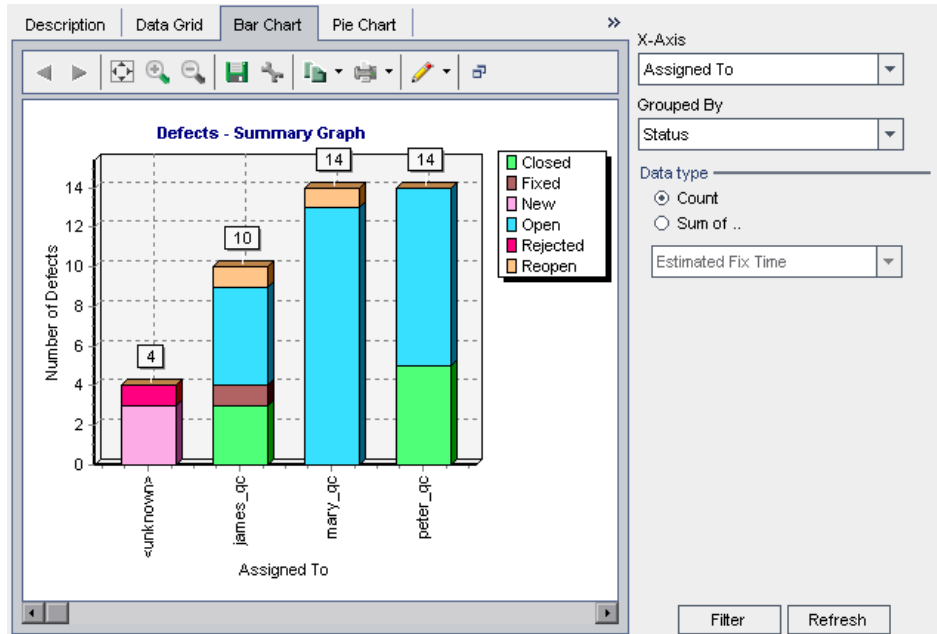 Description Data Grid Bar Chart Pie Chart »
Defects - Summary Graph
Number of Defects
14
12
10
8
6
4
2
0
4
10
14
14
<unknown>
james_qc
mary_qc
peter_qc
Assigned To
Closed
Fixed
New
Open
Rejected
Reopen
X-Axis
Assigned To
Grouped By
Status
Data type
Count
Sum of ..
Estimated Fix Time
Filter Refresh